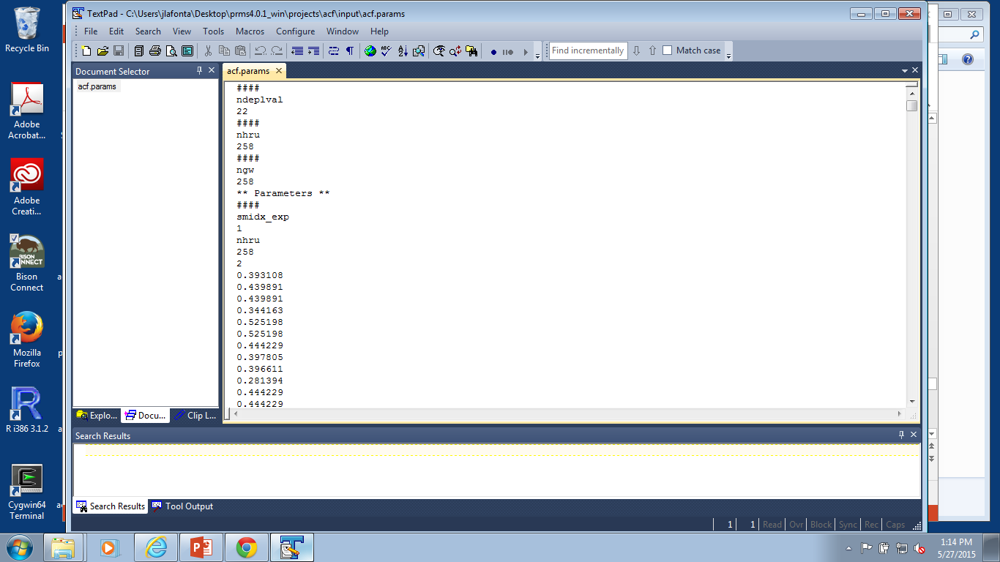 TextPad - C:\Users\jlafonta\Desktop\prms4.0.1_win\projects\acf\input\acf.params
File Edit Search View Tools Macros Configure Window Help
Find incrementally Match case
Document Selector
acf.params
acf.params
####
ndeplval
22
####
nhru
258
####
ngw
258
** Parameters **
####
smidx_exp
1
nhru
258
2
0.393108
0.439891
0.439891
0.344163
0.525198
0.525198
0.444229
0.397805
0.396611
0.281394
0.444229
0.444229
Explo... Docu... Clip L...
Search Results
Search Results Tool Output
1 1 Read Ovr Block Sync Rec Caps
Recycle Bin
Adobe
Acrobat...
Adobe
Creati...
BISON
Bison
Connect
Mozilla
Firefox
R i386 3.1.2
Cygwin64
Terminal
1:14 PM
5/27/2015